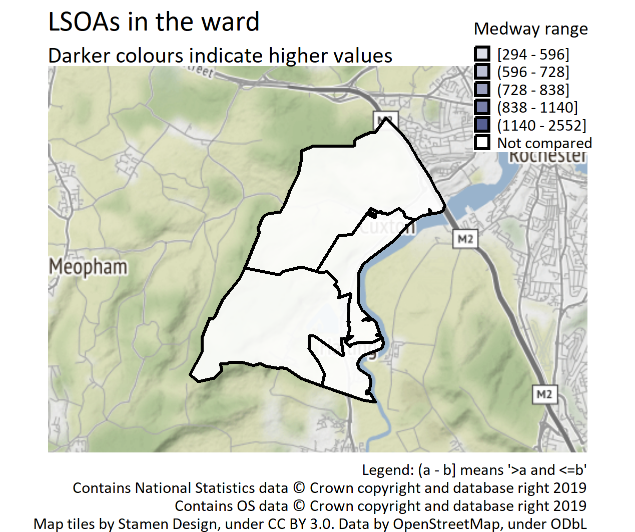 LSOAs in the ward
Darker colours indicate higher values
Medway range
[294 - 596]
(596 - 728]
(728 - 838]
(838 - 1140]
(1140 - 2552]
Not compared
Rochester
Cuxton
M2
Meopham
M2
Legend: (a - b] means '>a and <=b'
Contains National Statistics data © Crown copyright and database right 2019
Contains OS data © Crown copyright and database right 2019
Map tiles by Stamen Design, under CC BY 3.0. Data by OpenStreetMap, under ODbL